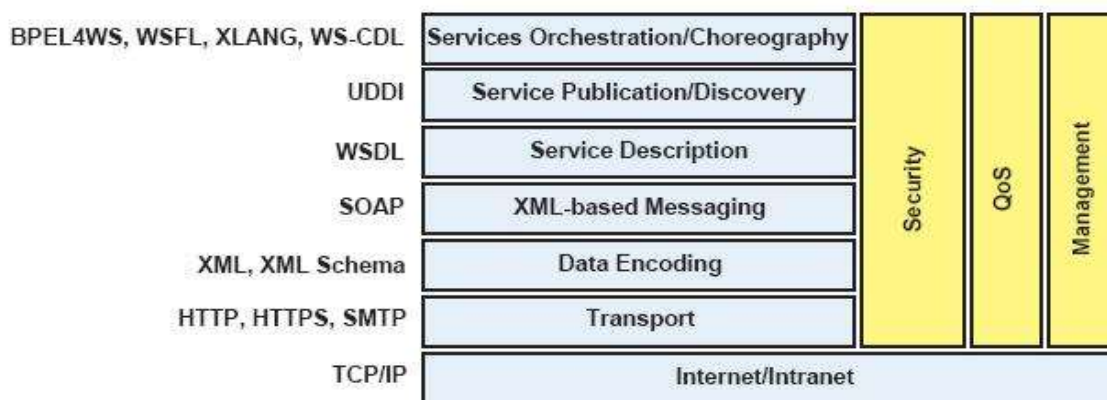 BPEL4WS, WSFL, XLANG, WS-CDL Services Orchestration/Choreography
UDDI Service Publication/Discovery
WSDL Service Description
SOAP XML-based Messaging
XML, XML Schema Data Encoding
HTTP, HTTPS, SMTP Transport
TCP/IP Internet/Intranet
Security
QoS
Management